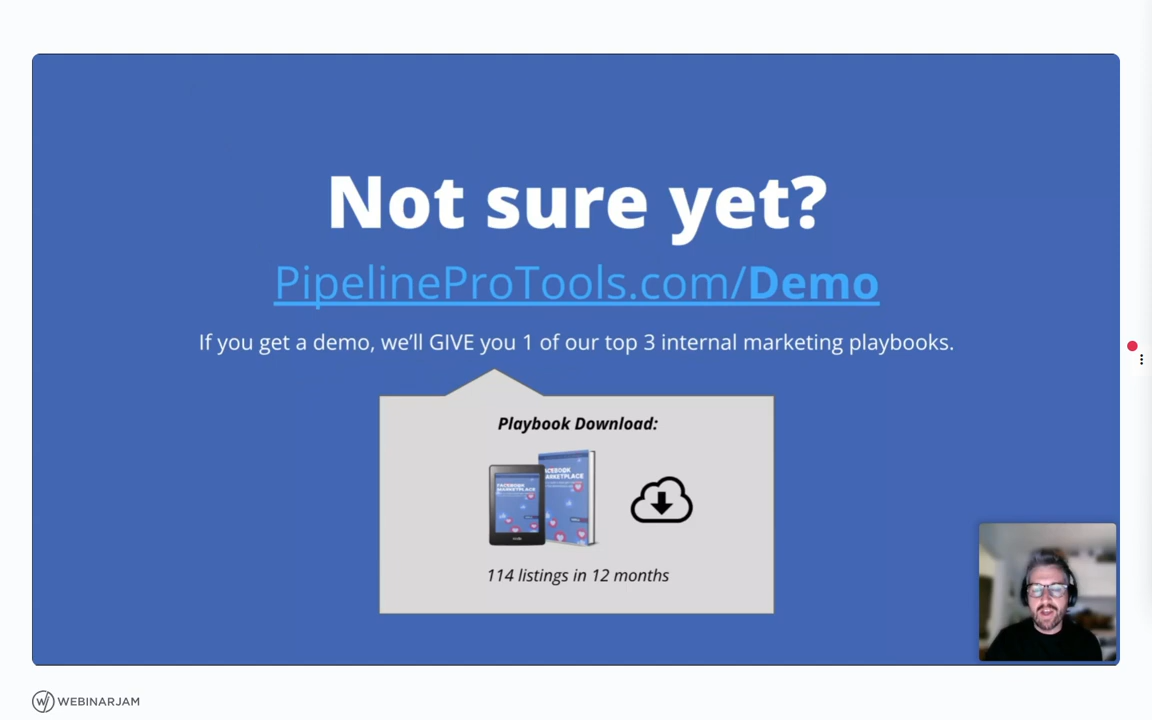 Not sure yet?
PipelineProTools.com/Demo
If you get a demo, we'll GIVE you 1 of our top 3 internal marketing playbooks.
Playbook Download:
FACEBOOK
MARKETPLACE
FACEBOOK
MARKETPLACE
114 listings in 12 months
WEBINARJAM